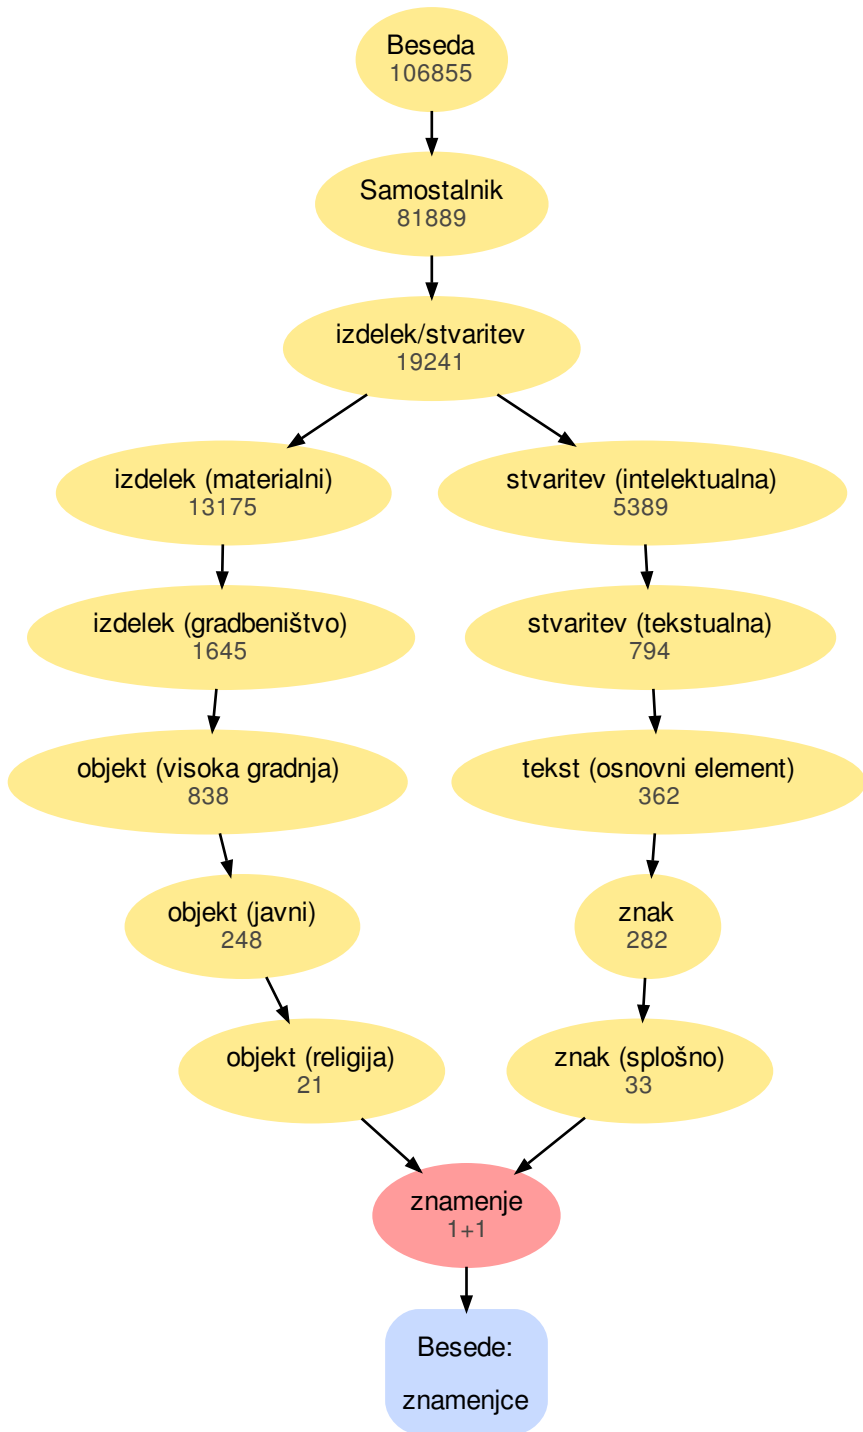 Beseda
106855
Samostalnik
81889
izdelek/stvaritev
19241
izdelek (materialni)
13175
stvaritev (intelektualna)
5389
izdelek (gradbeništvo)
1645
stvaritev (tekstualna)
794
objekt (visoka gradnja)
838
tekst (osnovni element)
362
objekt (javni)
248
znak
282
objekt (religija)
21
znak (splošno)
33
znamenje
1+1
Besede:
znamenjce